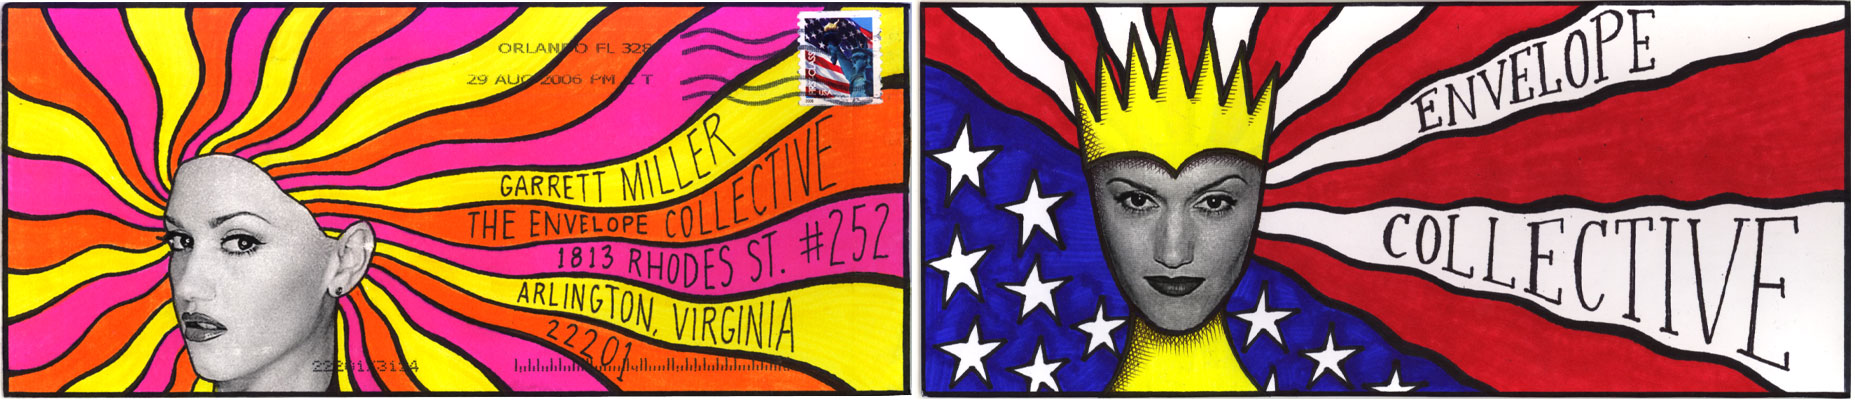 ORLANDO FL 328
29 AUG 2006 PM T
GARRETT MILLER
THE ENVELOPE COLLECTIVE
1813 RHODES ST. #252
ARLINGTON, VIRGINIA
22201
ENVELOPE
COLLECTIVE